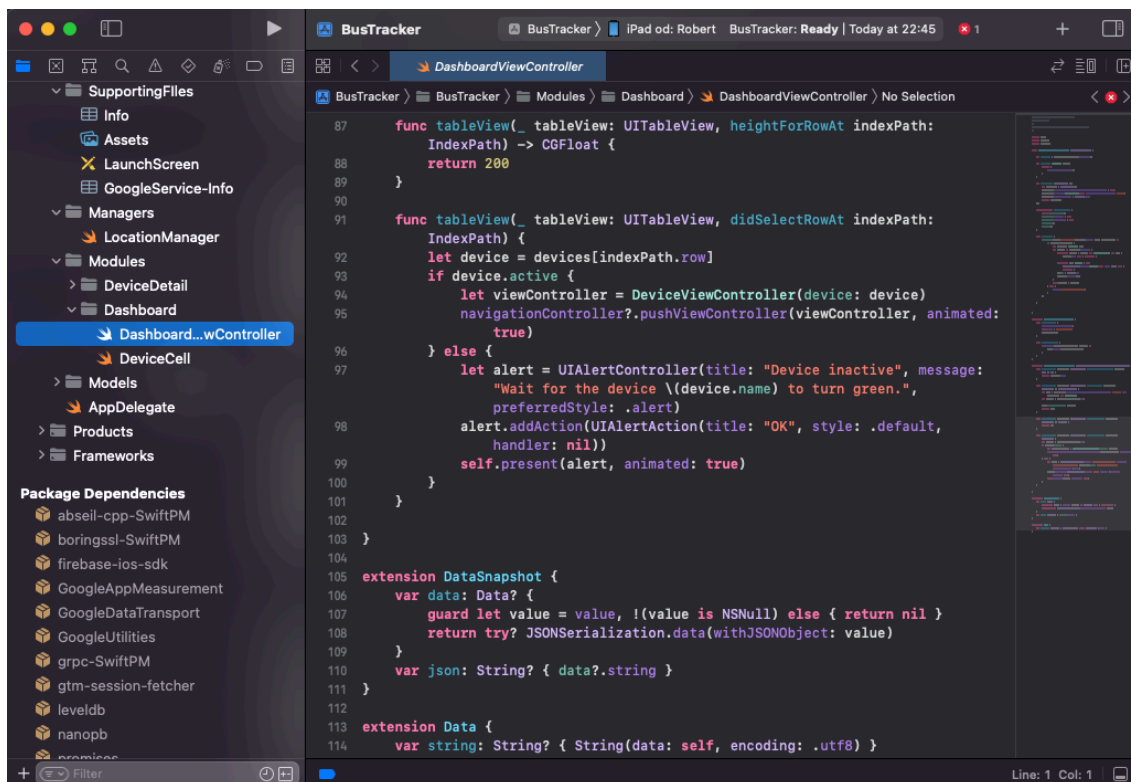 BusTracker
BusTracker 〉 iPad od: Robert BusTracker: Ready | Today at 22:45
1
DashboardViewController
BusTracker 〉 BusTracker 〉 Modules 〉 Dashboard 〉 DashboardViewController 〉 No Selection
SupportingFIles
Info
Assets
LaunchScreen
GoogleService-Info
Managers
LocationManager
Modules
DeviceDetail
Dashboard
Dashboard...wController
DeviceCell
Models
AppDelegate
Products
Frameworks
Package Dependencies
abseil-cpp-SwiftPM
boringssl-SwiftPM
firebase-ios-sdk
GoogleAppMeasurement
GoogleDataTransport
GoogleUtilities
grpc-SwiftPM
gtm-session-fetcher
leveldb
nanopb
promises
Filter
87 func tableView(_ tableView: UITableView, heightForRowAt indexPath:
IndexPath) -> CGFloat {
88 return 200
89 }
90
91 func tableView(_ tableView: UITableView, didSelectRowAt indexPath:
IndexPath) {
92 let device = devices[indexPath.row]
93 if device.active {
94 let viewController = DeviceViewController(device: device)
95 navigationController?.pushViewController(viewController, animated:
true)
96 } else {
97 let alert = UIAlertController(title: "Device inactive", message:
"Wait for the device \(device.name) to turn green.",
preferredStyle: .alert)
98 alert.addAction(UIAlertAction(title: "OK", style: .default,
handler: nil))
99 self.present(alert, animated: true)
100 }
101 }
102
103 }
104
105 extension DataSnapshot {
106 var data: Data? {
107 guard let value = value, !(value is NSNull) else { return nil }
108 return try? JSONSerialization.data(withJSONObject: value)
109 }
110 var json: String? { data?.string }
111 }
112
113 extension Data {
114 var string: String? { String(data: self, encoding: .utf8) }
Line: 1 Col: 1